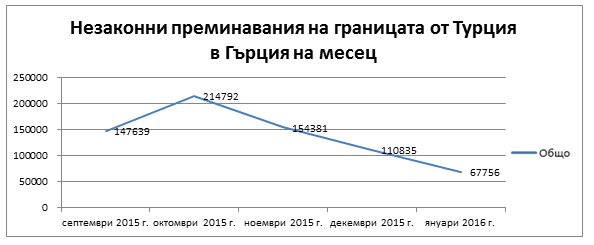 Незаконни преминавания на границата от Турция
в Гърция на месец
250000
200000
150000
100000
50000
0
147639
214792
154381
110835
67756
септември 2015 г. октомври 2015 г. ноември 2015 г. декември 2015 г. януари 2016 г.
Общо